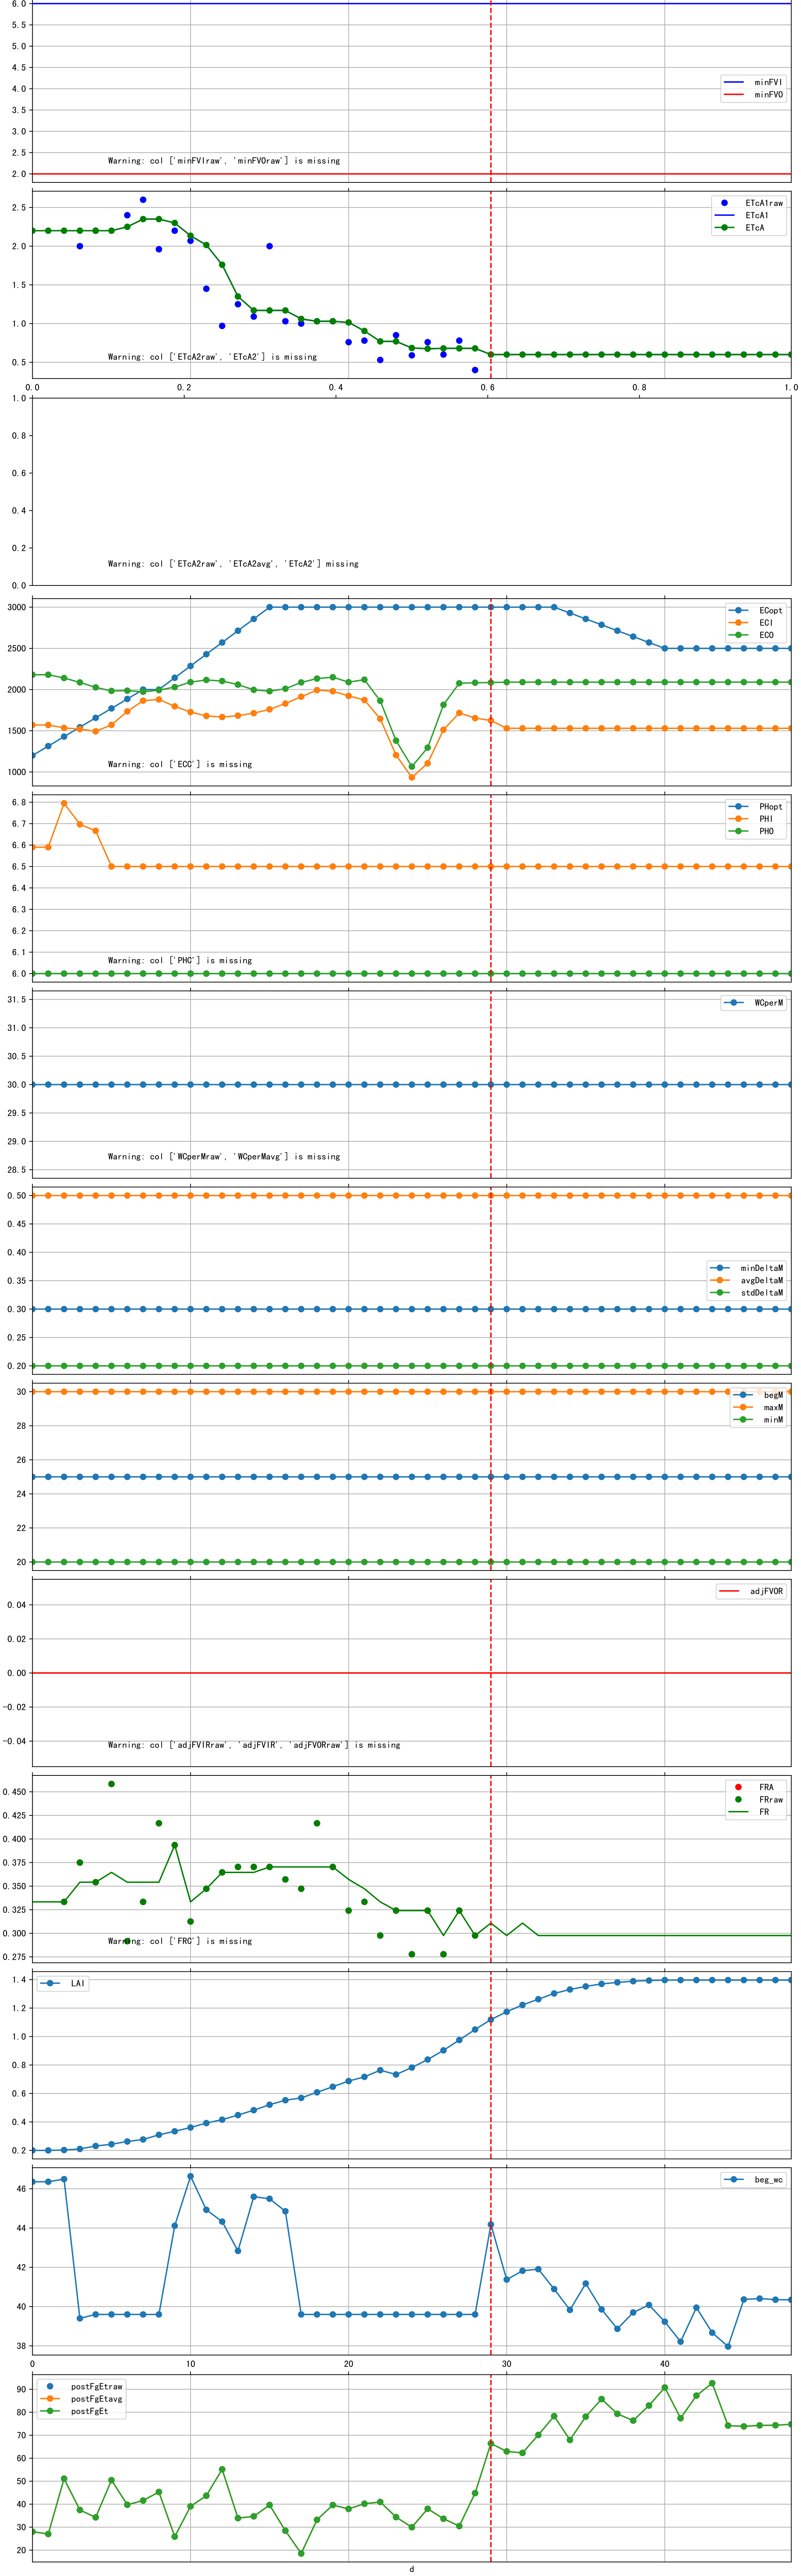 6.0
5.5
5.0
4.5
4.0
3.5
3.0
2.5
2.0
minFVI
minFVO
Warning: col ['minFVIraw', 'minFVOraw'] is missing
2.5
2.0
1.5
1.0
0.5
ETcA1raw
ETcA1
ETcA
Warning: col ['ETcA2raw', 'ETcA2'] is missing
0.0 0.2 0.4 0.6 0.8 1.0
1.0
0.8
0.6
0.4
0.2
0.0
Warning: col ['ETcA2raw', 'ETcA2avg', 'ETcA2'] missing
3000
2500
2000
1500
1000
ECopt
ECI
ECO
Warning: col ['ECC'] is missing
6.8
6.7
6.6
6.5
6.4
6.3
6.2
6.1
6.0
PHopt
PHI
PHO
Warning: col ['PHC'] is missing
31.5
31.0
30.5
30.0
29.5
29.0
28.5
WCperM
Warning: col ['WCperMraw', 'WCperMavg'] is missing
0.50
0.45
0.40
0.35
0.30
0.25
0.20
minDeltaM
avgDeltaM
stdDeltaM
30
28
26
24
22
20
begM
maxM
minM
0.04
0.02
0.00
-0.02
-0.04
adjFVOR
Warning: col ['adjFVIRraw', 'adjFVIR', 'adjFVORraw'] is missing
0.450
0.425
0.400
0.375
0.350
0.325
0.300
0.275
FRA
FRraw
FR
Warning: col ['FRC'] is missing
1.4
1.2
1.0
0.8
0.6
0.4
0.2
LAI
46
44
42
40
38
beg_wc
0 10 20 30 40
90
80
70
60
50
40
30
20
postFgEtraw
postFgEtavg
postFgEt
d